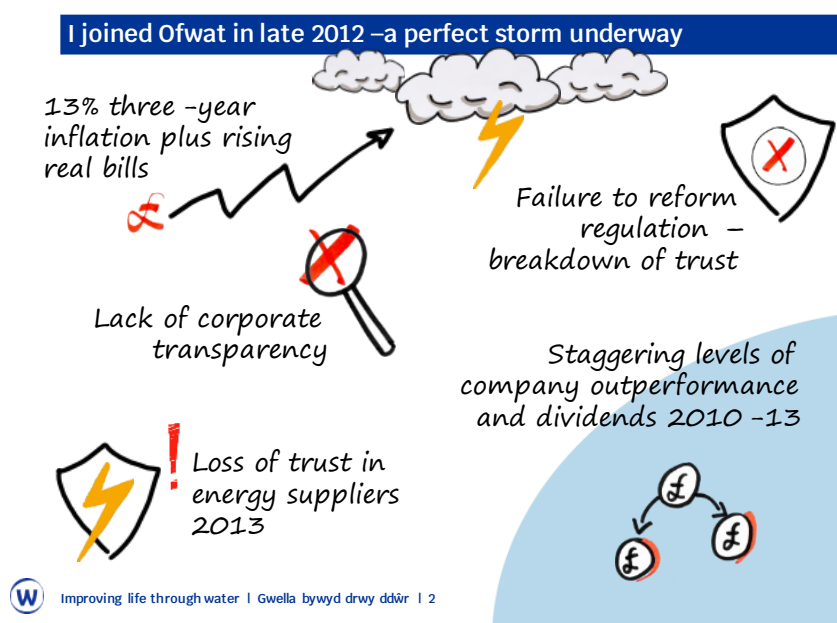 I joined Ofwat in late 2012 –a perfect storm underway
13% three -year
inflation plus rising
real bills
£
Failure to reform
regulation –
breakdown of trust
Lack of corporate
transparency
Staggering levels of
company outperformance
and dividends 2010 -13
!
Loss of trust in
energy suppliers
2013
£
£
£
W
Improving life through water | Gwella bywyd drwy ddŵr | 2